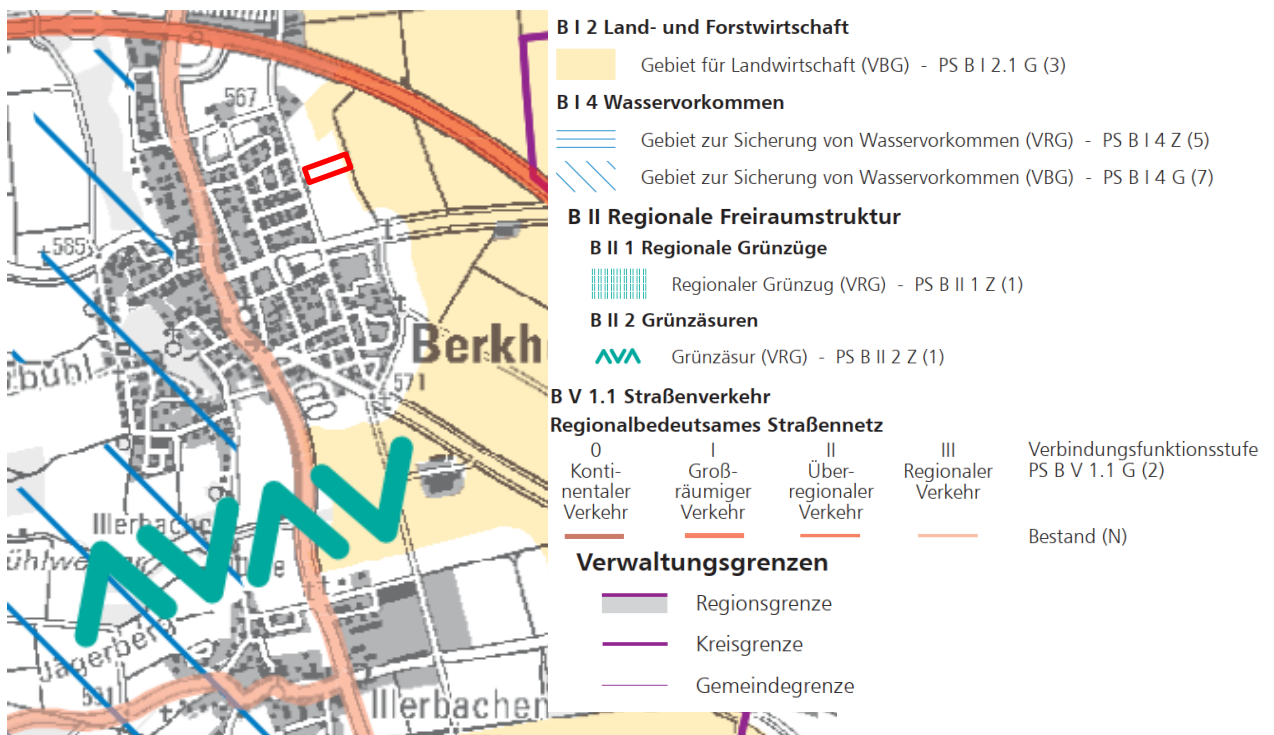 567
585
Berkh
bühl
571
Illerbache
ühlwe
Jägerberg
591
Illerbachen
B I 2 Land- und Forstwirtschaft
Gebiet für Landwirtschaft (VBG) - PS B I 2.1 G (3)
B I 4 Wasservorkommen
Gebiet zur Sicherung von Wasservorkommen (VRG) - PS B I 4 Z (5)
Gebiet zur Sicherung von Wasservorkommen (VBG) - PS B I 4 G (7)
B II Regionale Freiraumstruktur
B II 1 Regionale Grünzüge
Regionaler Grünzug (VRG) - PS B II 1 Z (1)
B II 2 Grünzäsuren
Grünzäsur (VRG) - PS B II 2 Z (1)
B V 1.1 Straßenverkehr
Regionalbedeutsames Straßennetz
0 I II III Verbindungsfunktionsstufe
Konti- Groß- Über- Regionaler PS B V 1.1 G (2)
nentaler räumiger regionaler Verkehr
Verkehr Verkehr Verkehr
Bestand (N)
Verwaltungsgrenzen
Regionsgrenze
Kreisgrenze
Gemeindegrenze